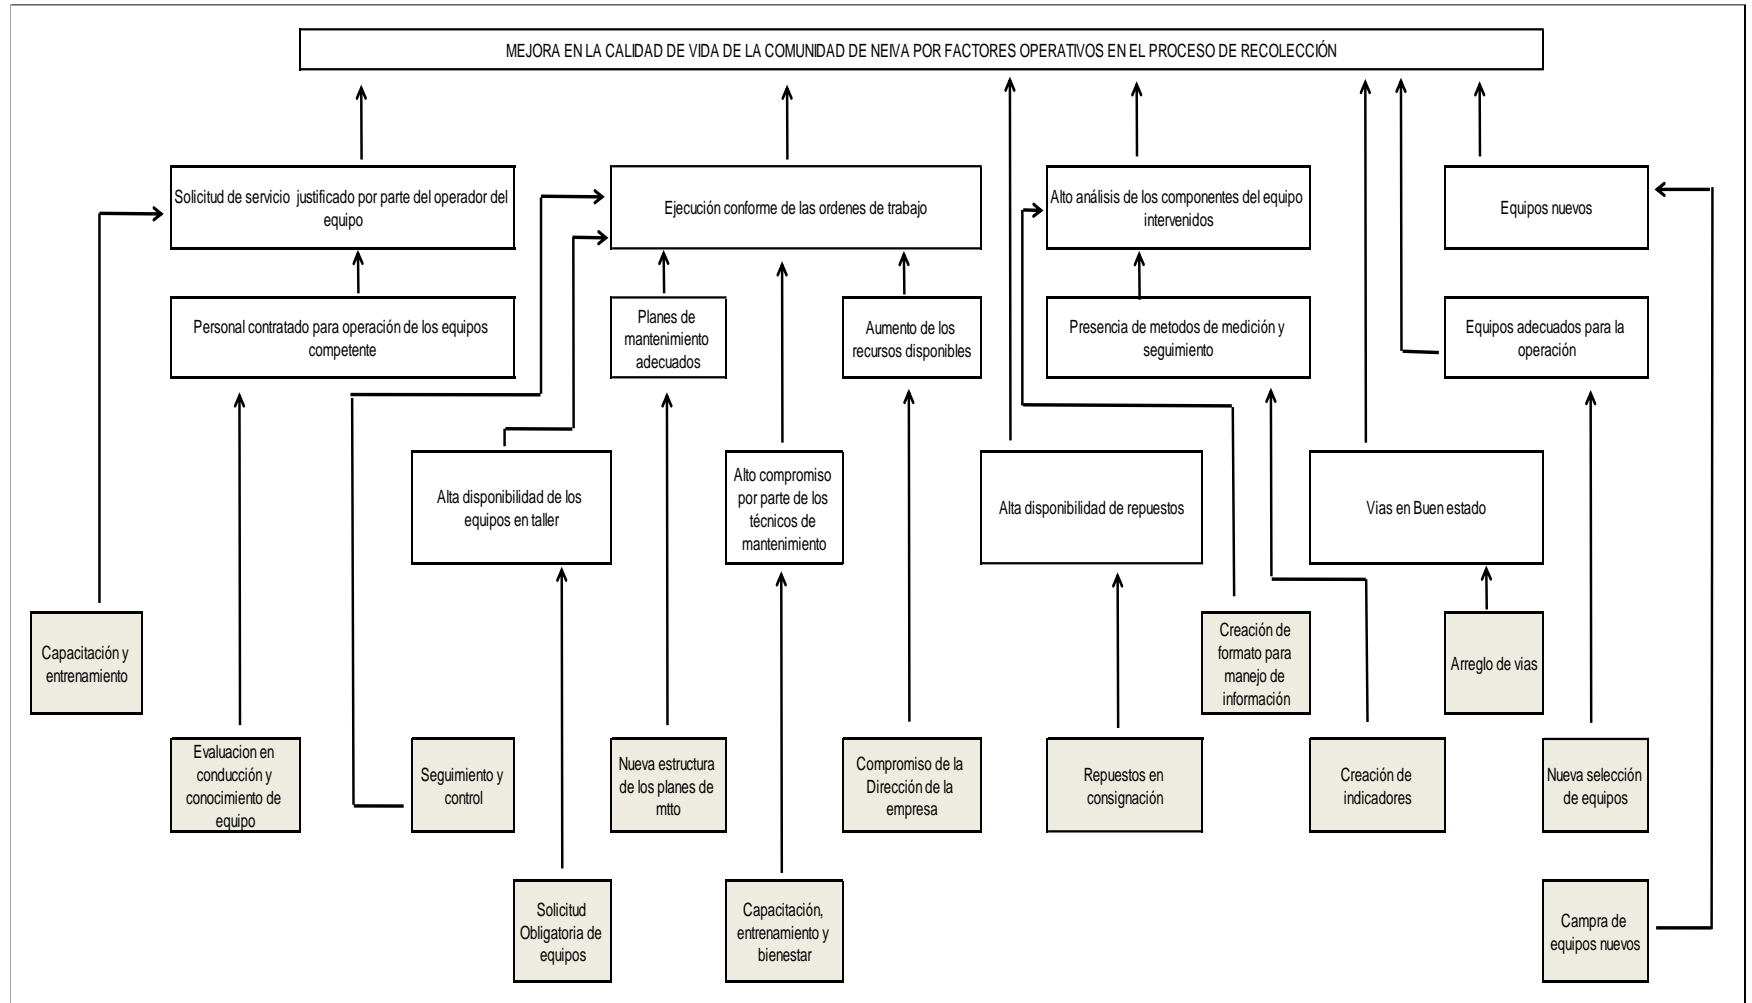 MEJORA EN LA CALIDAD DE VIDA DE LA COMUNIDAD DE NEIVA POR FACTORES OPERATIVOS EN EL PROCESO DE RECOLECCIÓN
Solicitud de servicio justificado por parte del operador del
equipo
Ejecución conforme de las ordenes de trabajo
Alto análisis de los componentes del equipo
intervenidos
Equipos nuevos
Personal contratado para operación de los equipos
competente
Planes de
mantenimiento
adecuados
Aumento de los
recursos disponibles
Presencia de metodos de medición y
seguimiento
Equipos adecuados para la
operación
Alta disponibilidad de los
equipos en taller
Alto compromiso
por parte de los
técnicos de
mantenimiento
Alta disponibilidad de repuestos
Vias en Buen estado
Capacitación y
entrenamiento
Creación de
formato para
manejo de
información
Arreglo de vias
Evaluacion en
conducción y
conocimiento de
equipo
Seguimiento y
control
Nueva estructura
de los planes de
mtto
Compromiso de la
Dirección de la
empresa
Repuestos en
consignación
Creación de
indicadores
Nueva selección
de equipos
Solicitud
Obligatoria de
equipos
Capacitación,
entrenamiento y
bienestar
Campra de
equipos nuevos